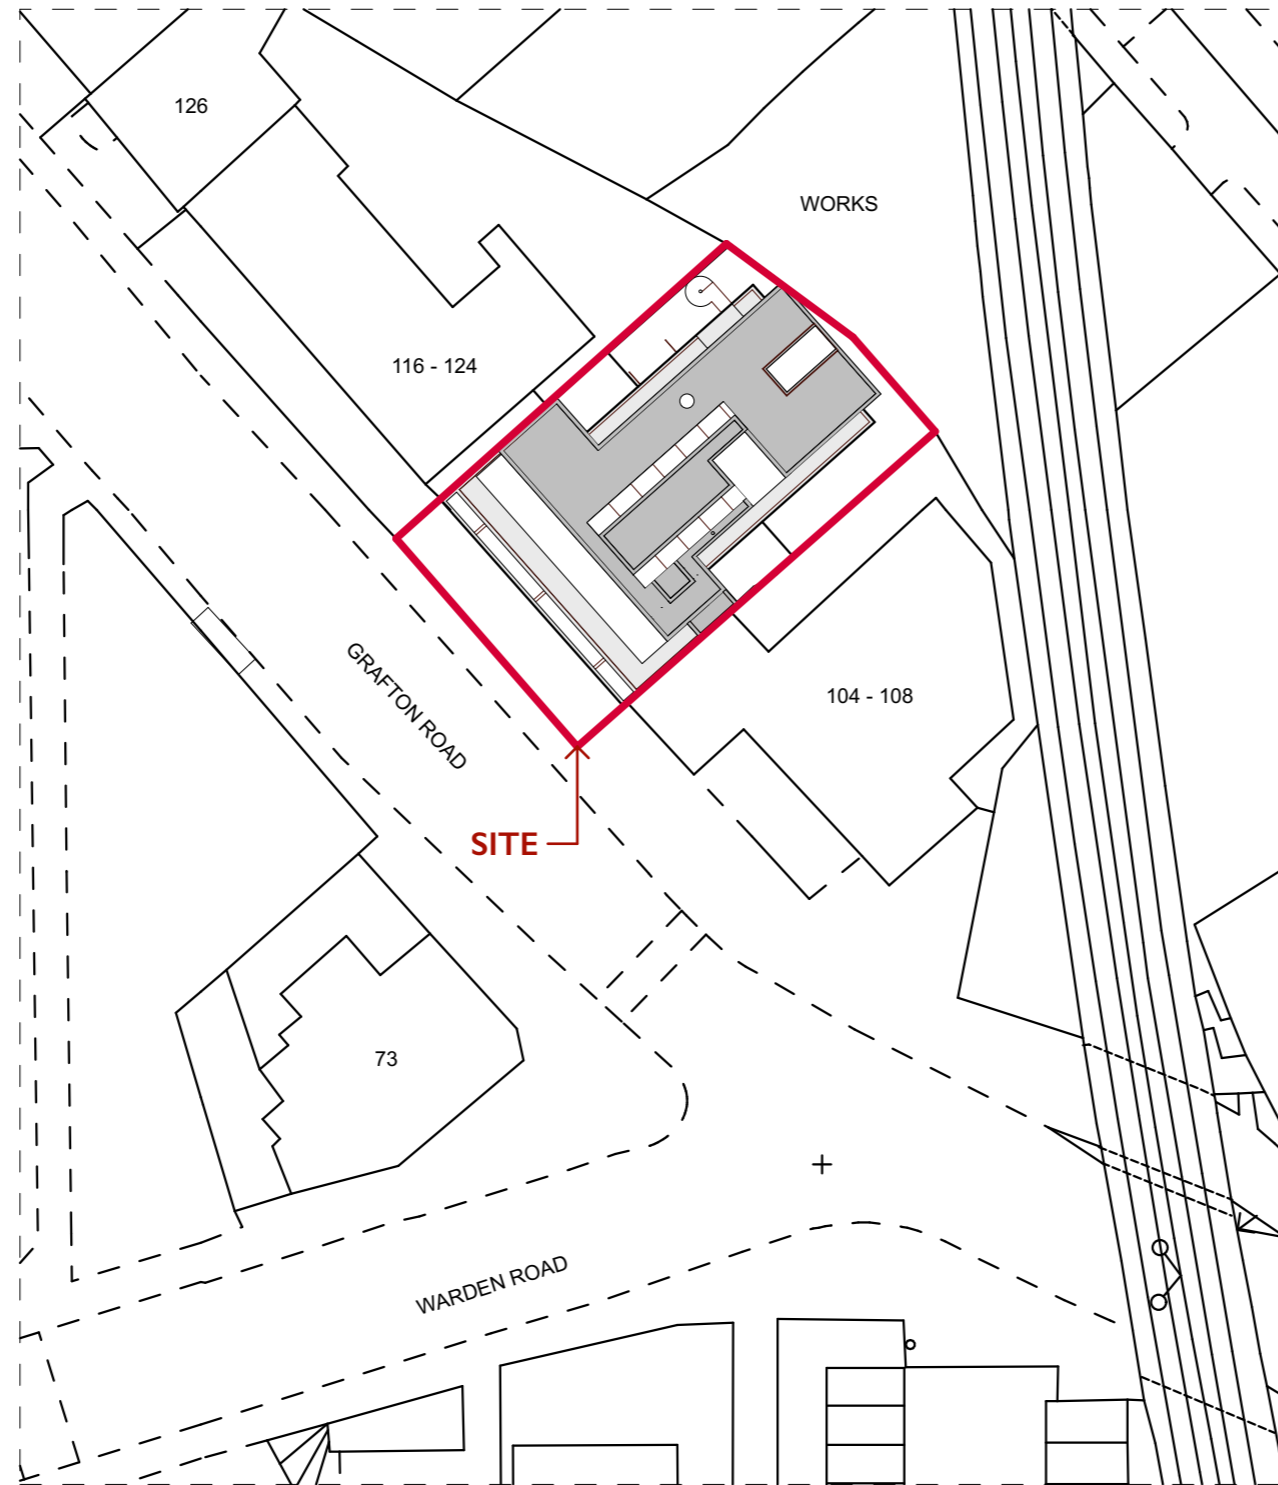 126
WORKS
116 - 124
GRAFTON ROAD
104 - 108
SITE
73
WARDEN ROAD